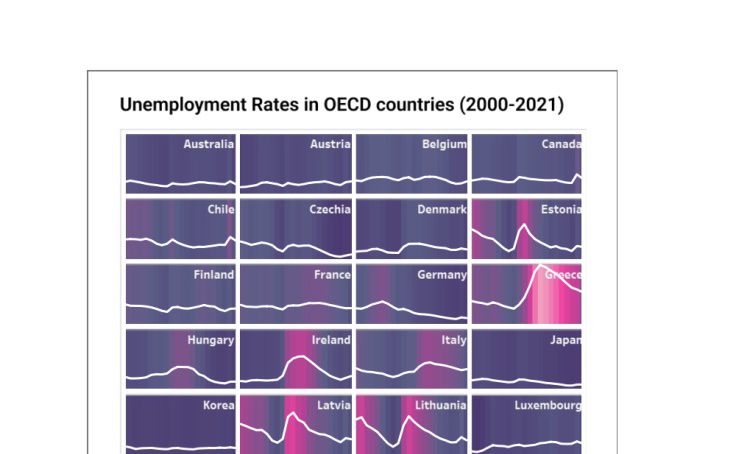 Unemployment Rates in OECD countries (2000-2021)
Australia Austria Belgium Canada
Chile Czechia Denmark Estonia
Finland France Germany Greece
Hungary Ireland Italy Japan
Korea Latvia Lithuania Luxembourg